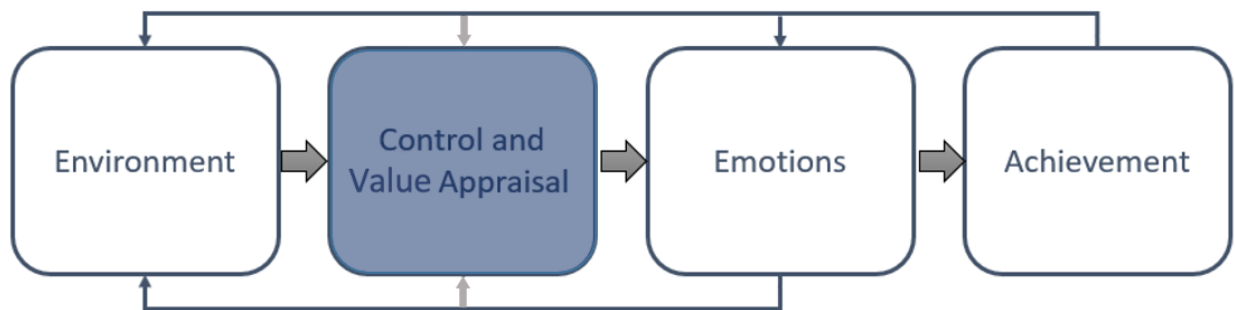 Environment
Control and
Value Appraisal
Emotions
Achievement